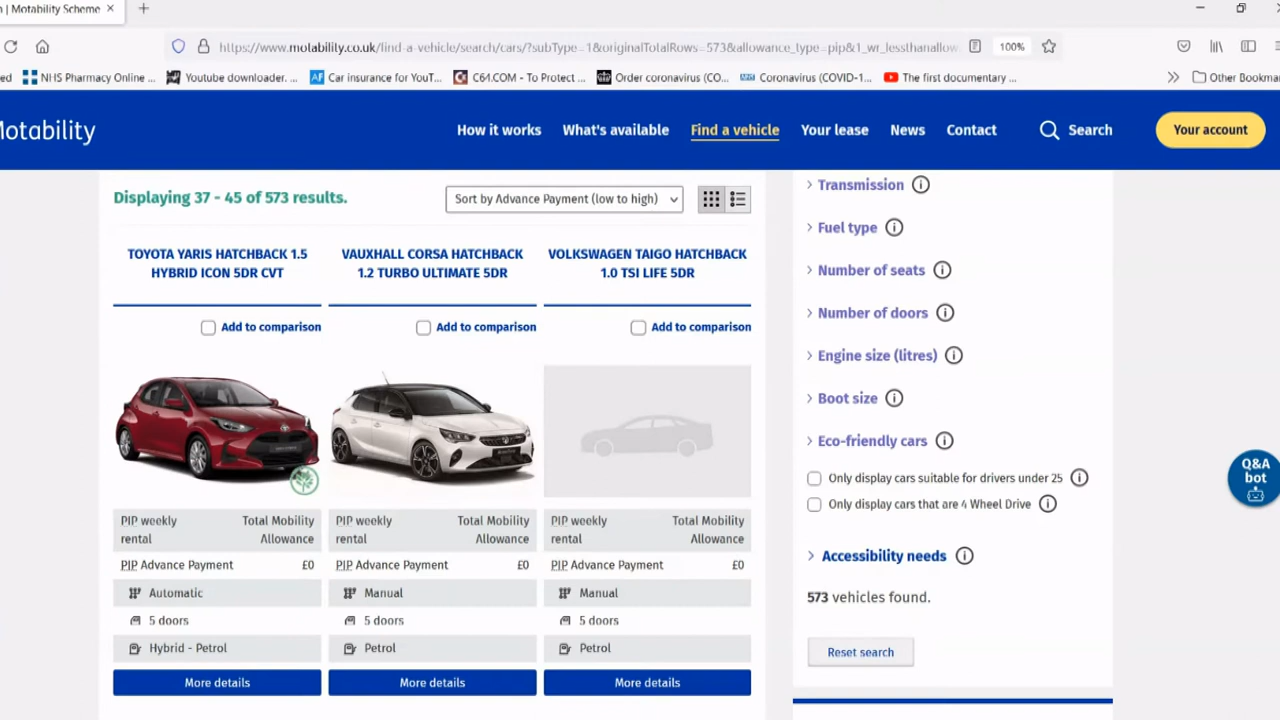 | Motability Scheme
https://www.motability.co.uk/find-a-vehicle/search/cars/?subType=1&originalTotalRows=573&allowance_type=pip&1_wr_lessthanallow
100%
NHS Pharmacy Online ...
Youtube downloader. ...
Car insurance for YouT...
C64.COM - To Protect ...
Order coronavirus (CO...
Coronavirus (COVID-1...
The first documentary ...
Other Bookma
Motability
How it works
What's available
Find a vehicle
Your lease
News
Contact
Search
Your account
Displaying 37 - 45 of 573 results.
Sort by Advance Payment (low to high)
TOYOTA YARIS HATCHBACK 1.5
HYBRID ICON 5DR CVT
Add to comparison
PIP weekly rental
Total Mobility Allowance
PIP Advance Payment £0
Automatic
5 doors
Hybrid - Petrol
More details
VAUXHALL CORSA HATCHBACK
1.2 TURBO ULTIMATE 5DR
Add to comparison
PIP weekly rental
Total Mobility Allowance
PIP Advance Payment £0
Manual
5 doors
Petrol
More details
VOLKSWAGEN TAIGO HATCHBACK
1.0 TSI LIFE 5DR
Add to comparison
PIP weekly rental
Total Mobility Allowance
PIP Advance Payment £0
Manual
5 doors
Petrol
More details
Transmission
Fuel type
Number of seats
Number of doors
Engine size (litres)
Boot size
Eco-friendly cars
Only display cars suitable for drivers under 25
Only display cars that are 4 Wheel Drive
Accessibility needs
573 vehicles found.
Reset search
Q&A
bot